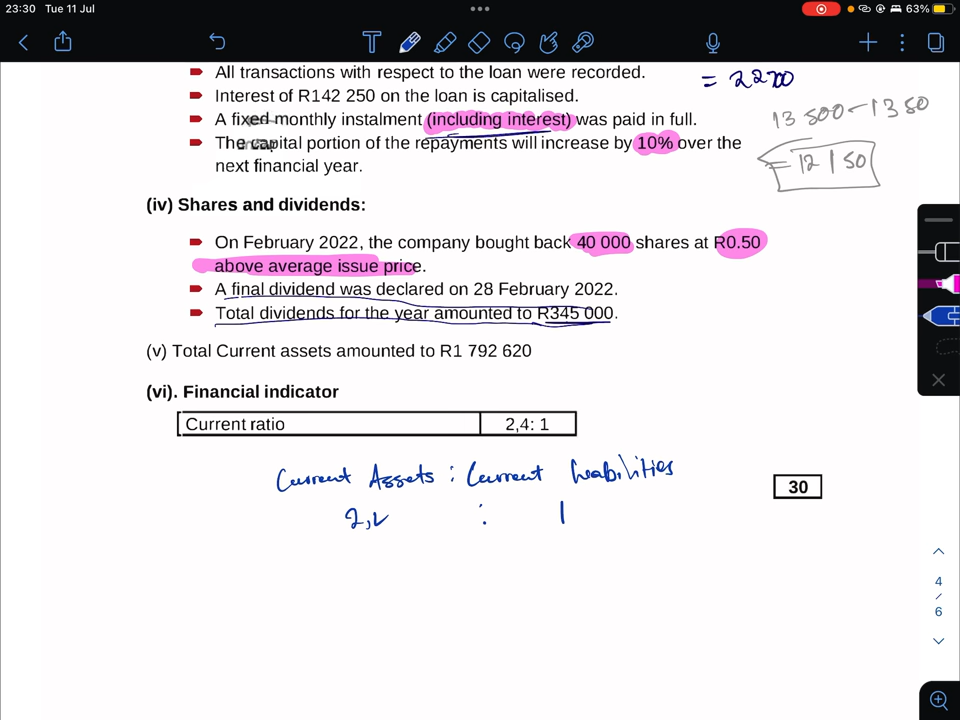 23:30 Tue 11 Jul 63%
All transactions with respect to the loan were recorded.
= 22700
Interest of R142 250 on the loan is capitalised.
A fixed monthly instalment (including interest) was paid in full.
13 500 - 1350
The capital portion of the repayments will increase by 10% over the
= 12 150
next financial year.
(iv) Shares and dividends:
On February 2022, the company bought back 40 000 shares at R0.50
above average issue price.
A final dividend was declared on 28 February 2022.
Total dividends for the year amounted to R345 000.
(v) Total Current assets amounted to R1 792 620
(vi). Financial indicator
Current ratio 2,4: 1
Current Assets : Current liabilities
30
: 1
4
/
6